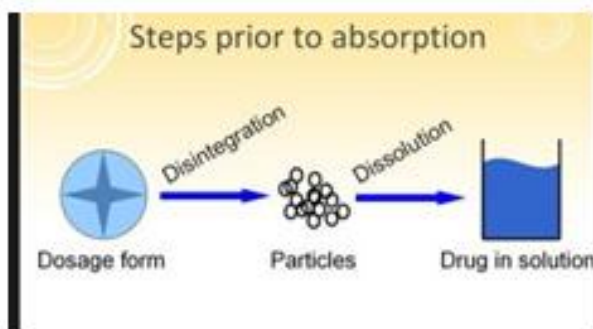 Steps prior to absorption
Disintegration
Dissolution
Dosage form
Particles
Drug in solution